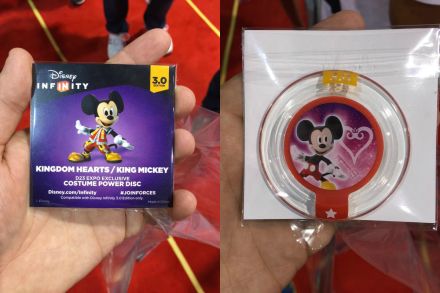 Disney
INFINITY
3.0
EDITION
KINGDOM HEARTS / KING MICKEY
D23 EXPO EXCLUSIVE
COSTUME POWER DISC
Disney.com/infinity #JOINFORCES
Compatible with Disney Infinity 3.0 Edition only